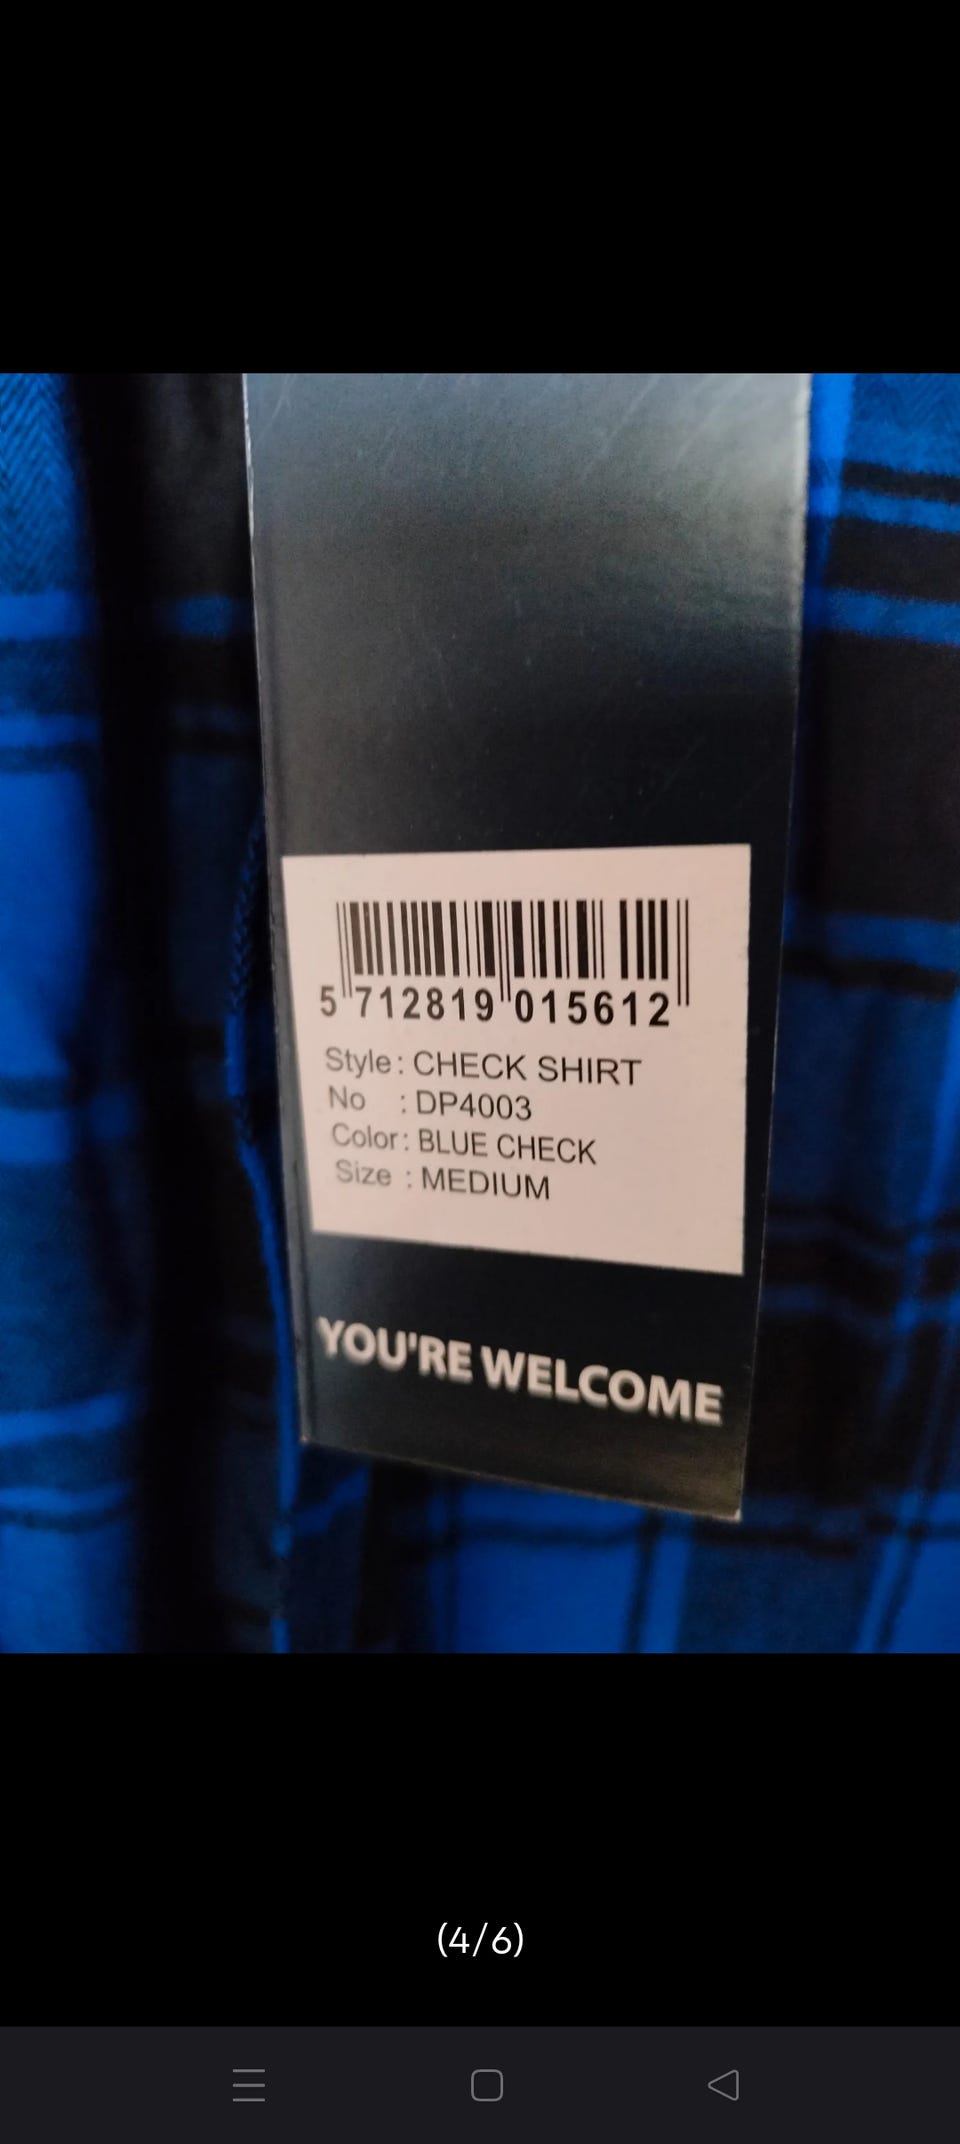 5 712819 015612
Style : CHECK SHIRT
No : DP4003
Color : BLUE CHECK
Size : MEDIUM
YOU'RE WELCOME
(4/6)